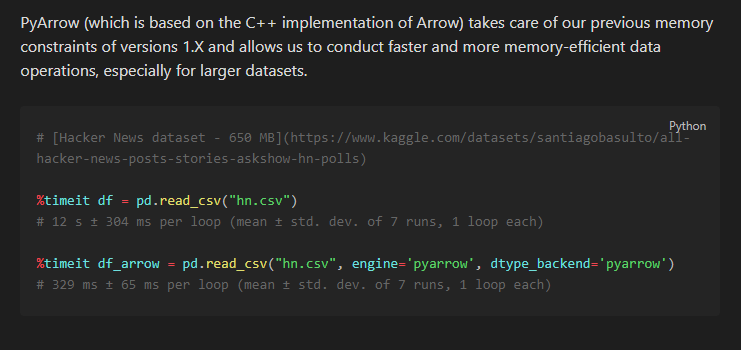 PyArrow (which is based on the C++ implementation of Arrow) takes care of our previous memory
constraints of versions 1.X and allows us to conduct faster and more memory-efficient data
operations, especially for larger datasets.
Python
# [Hacker News dataset - 650 MB](https://www.kaggle.com/datasets/santiagobasulto/all-
hacker-news-posts-stories-askshow-hn-polls)
%timeit df = pd.read_csv("hn.csv")
# 12 s ± 304 ms per loop (mean ± std. dev. of 7 runs, 1 loop each)
%timeit df_arrow = pd.read_csv("hn.csv", engine='pyarrow', dtype_backend='pyarrow')
# 329 ms ± 65 ms per loop (mean ± std. dev. of 7 runs, 1 loop each)